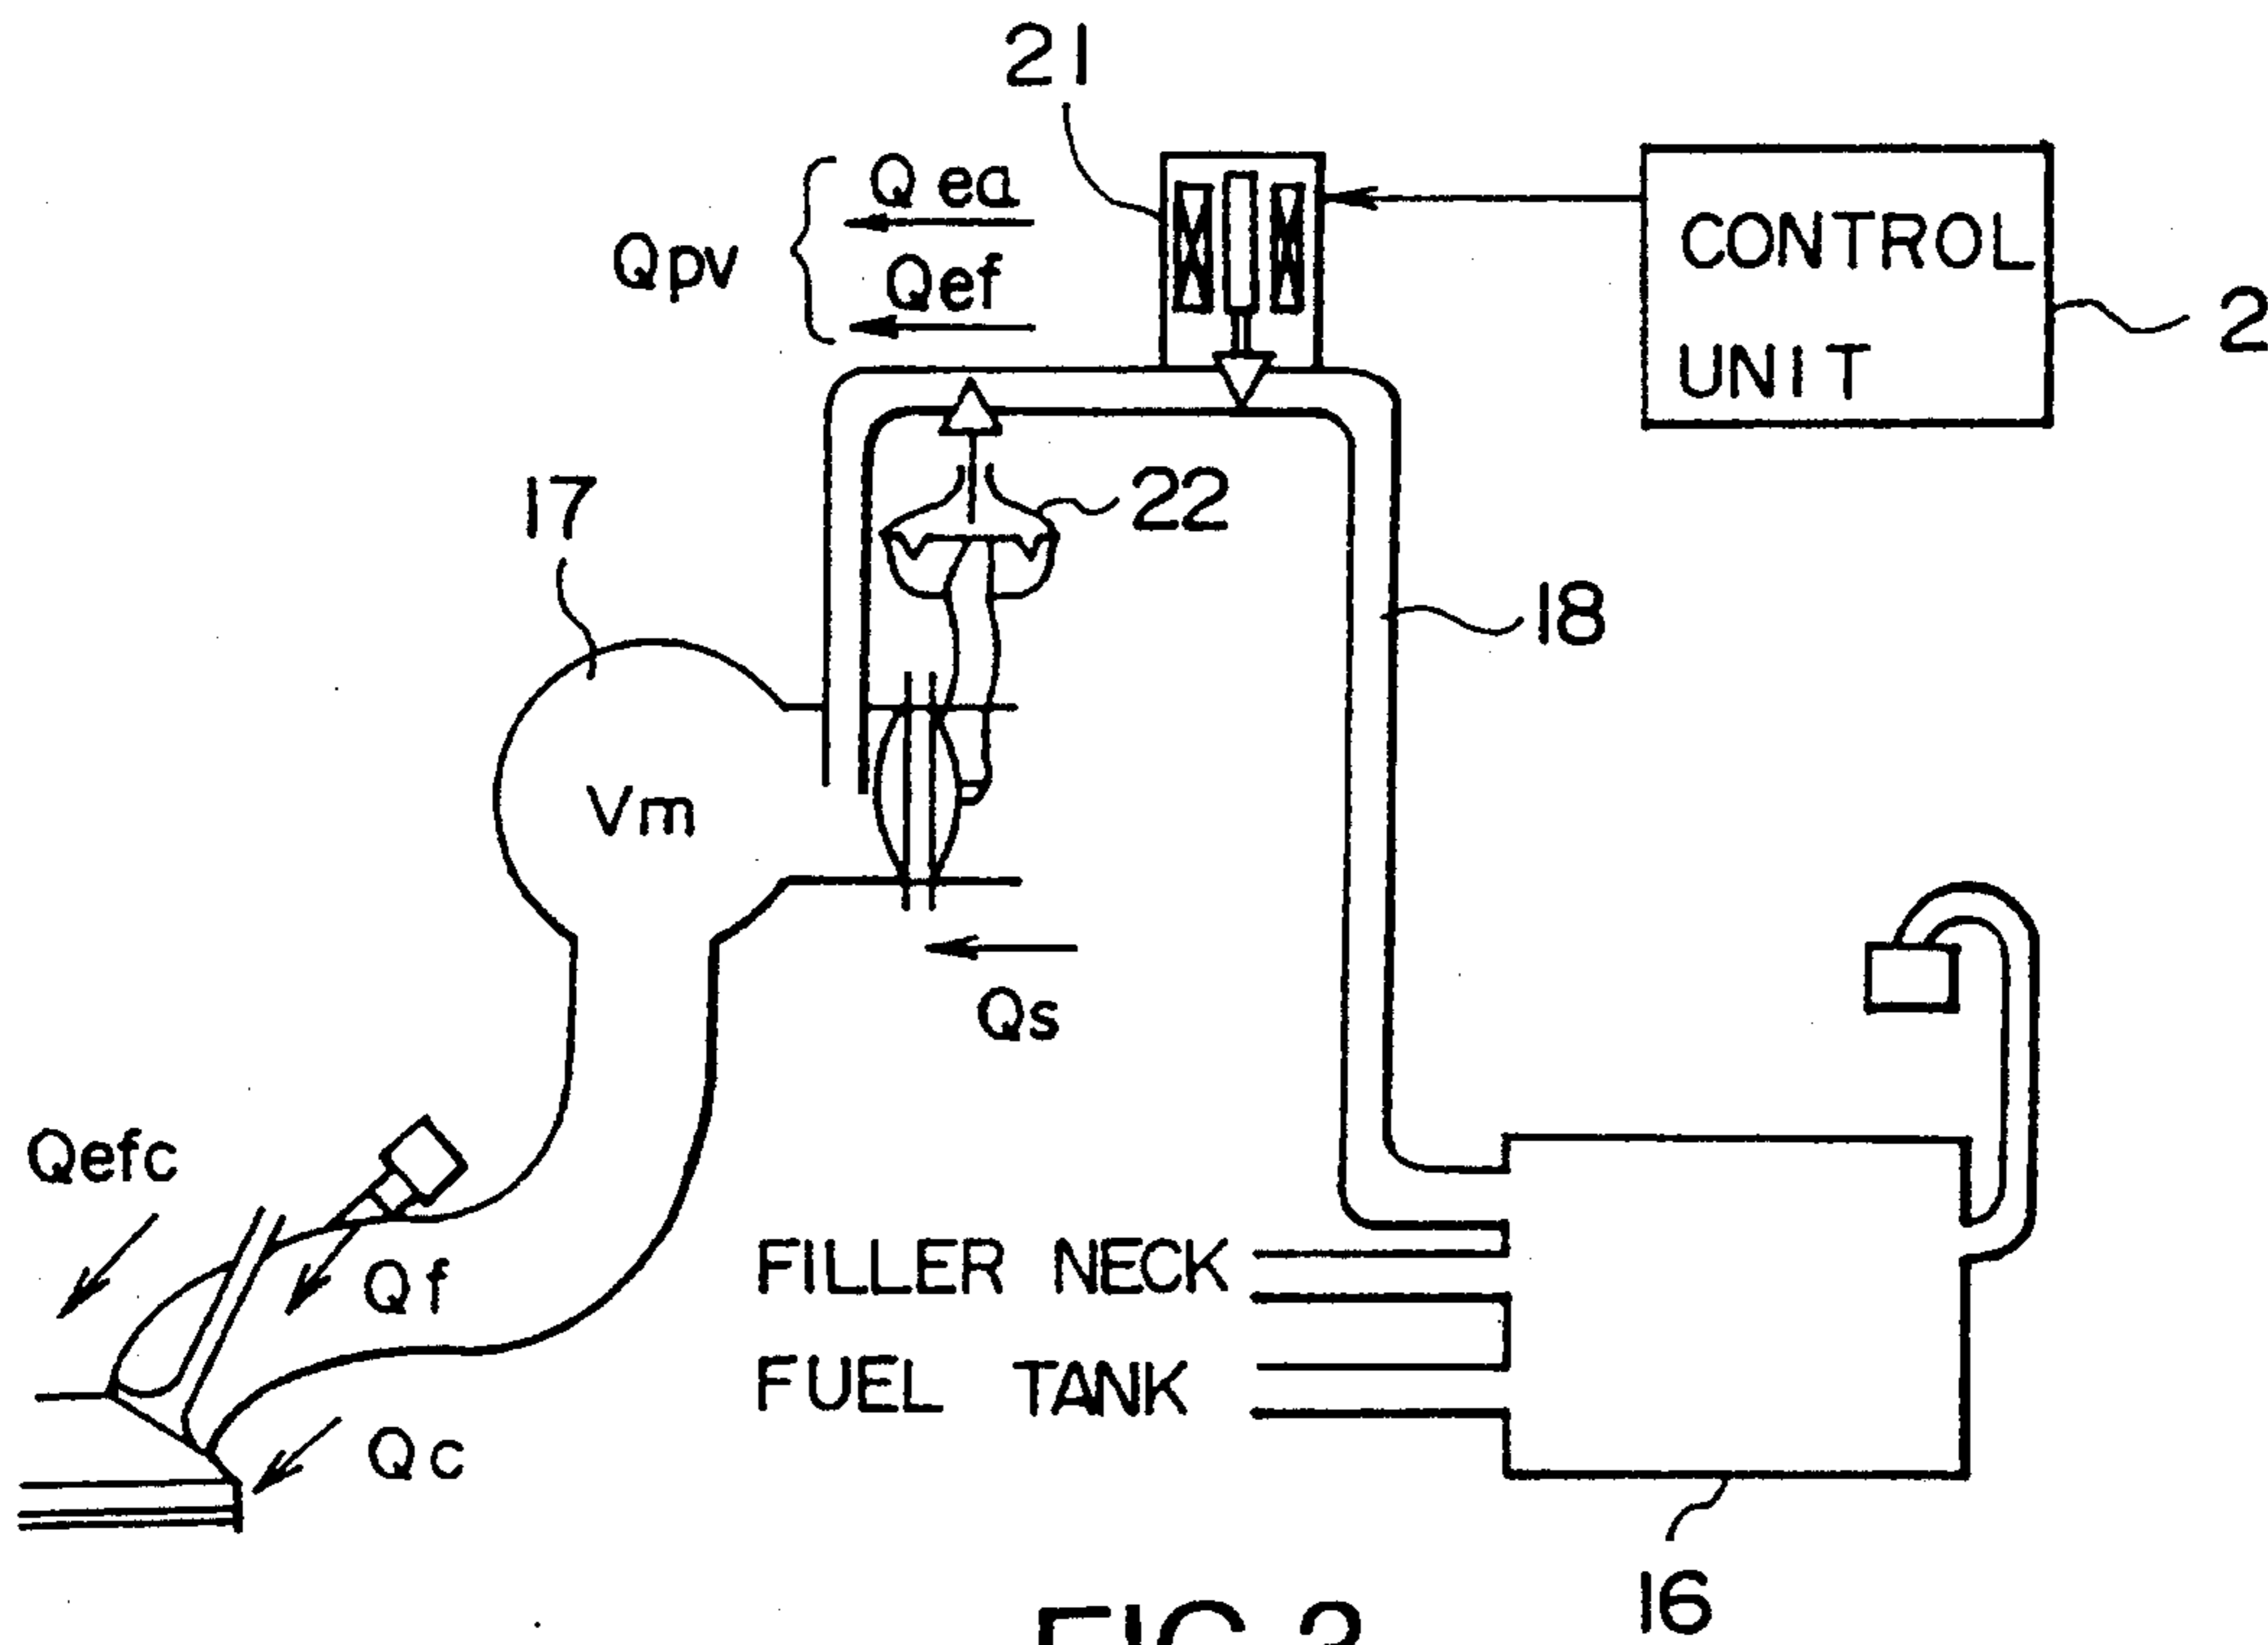 21
Qea
Qpv
Qef
CONTROL
UNIT
2
17
22
18
Vm
Qs
Qefc
Qf
FILLER NECK
FUEL TANK
Qc
16